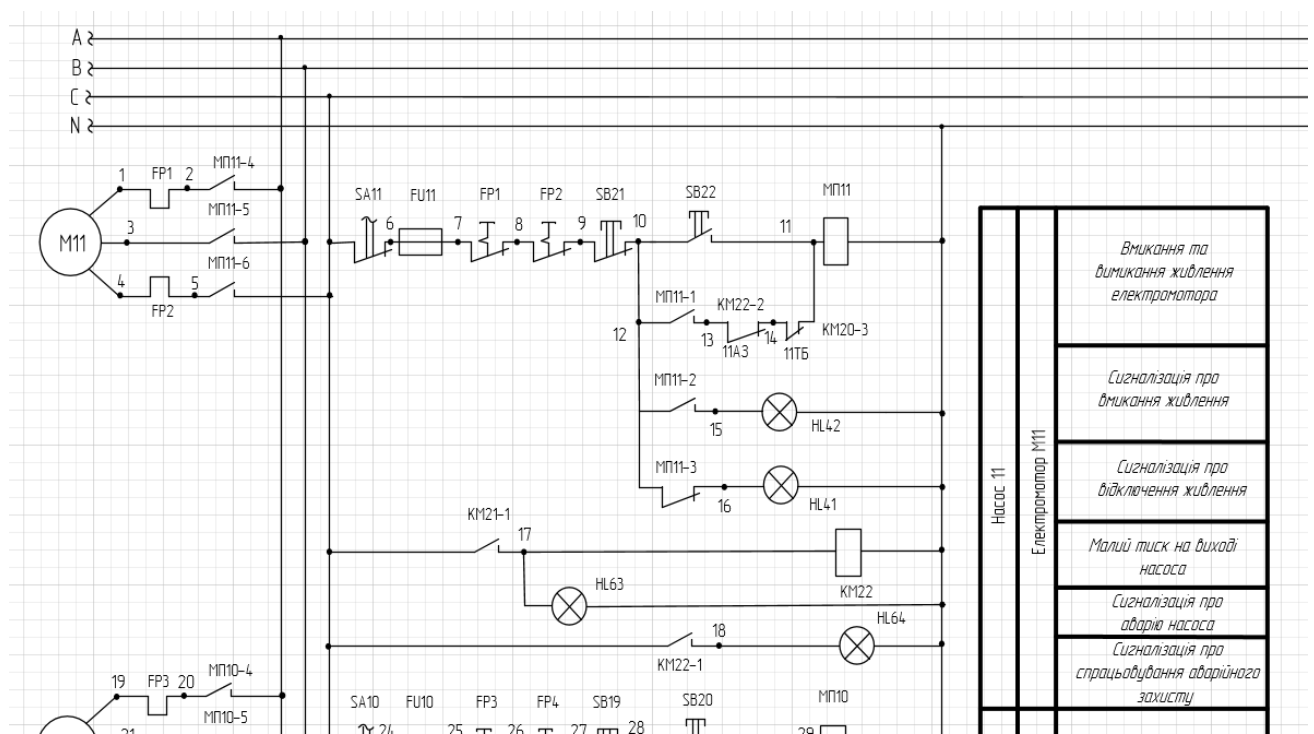 A
B
C
N
1
FP1
2
МП11-4
МП11-5
3
М11
МП11-6
4
5
FP2
SA11
6
FU11
7
FP1
8
FP2
9
SB21
10
SB22
11
МП11
12
МП11-1
13
КМ22-2
11АЗ
14
11ТБ
КМ20-3
МП11-2
15
HL42
МП11-3
16
HL41
КМ21-1
17
КМ22
HL63
18
HL64
КМ22-1
19
FP3
20
МП10-4
МП10-5
21
SA10
24
FU10
25
FP3
26
FP4
27
SB19
28
SB20
29
МП10
Насос 11
Електромотор М11
Вмикання та
вимикання живлення
електромотора
Сигналізація про
вмикання живлення
Сигналізація про
відключення живлення
Малий тиск на виході
насоса
Сигналізація про
аварію насоса
Сигналізація про
спрацьовування аварійного
захисту